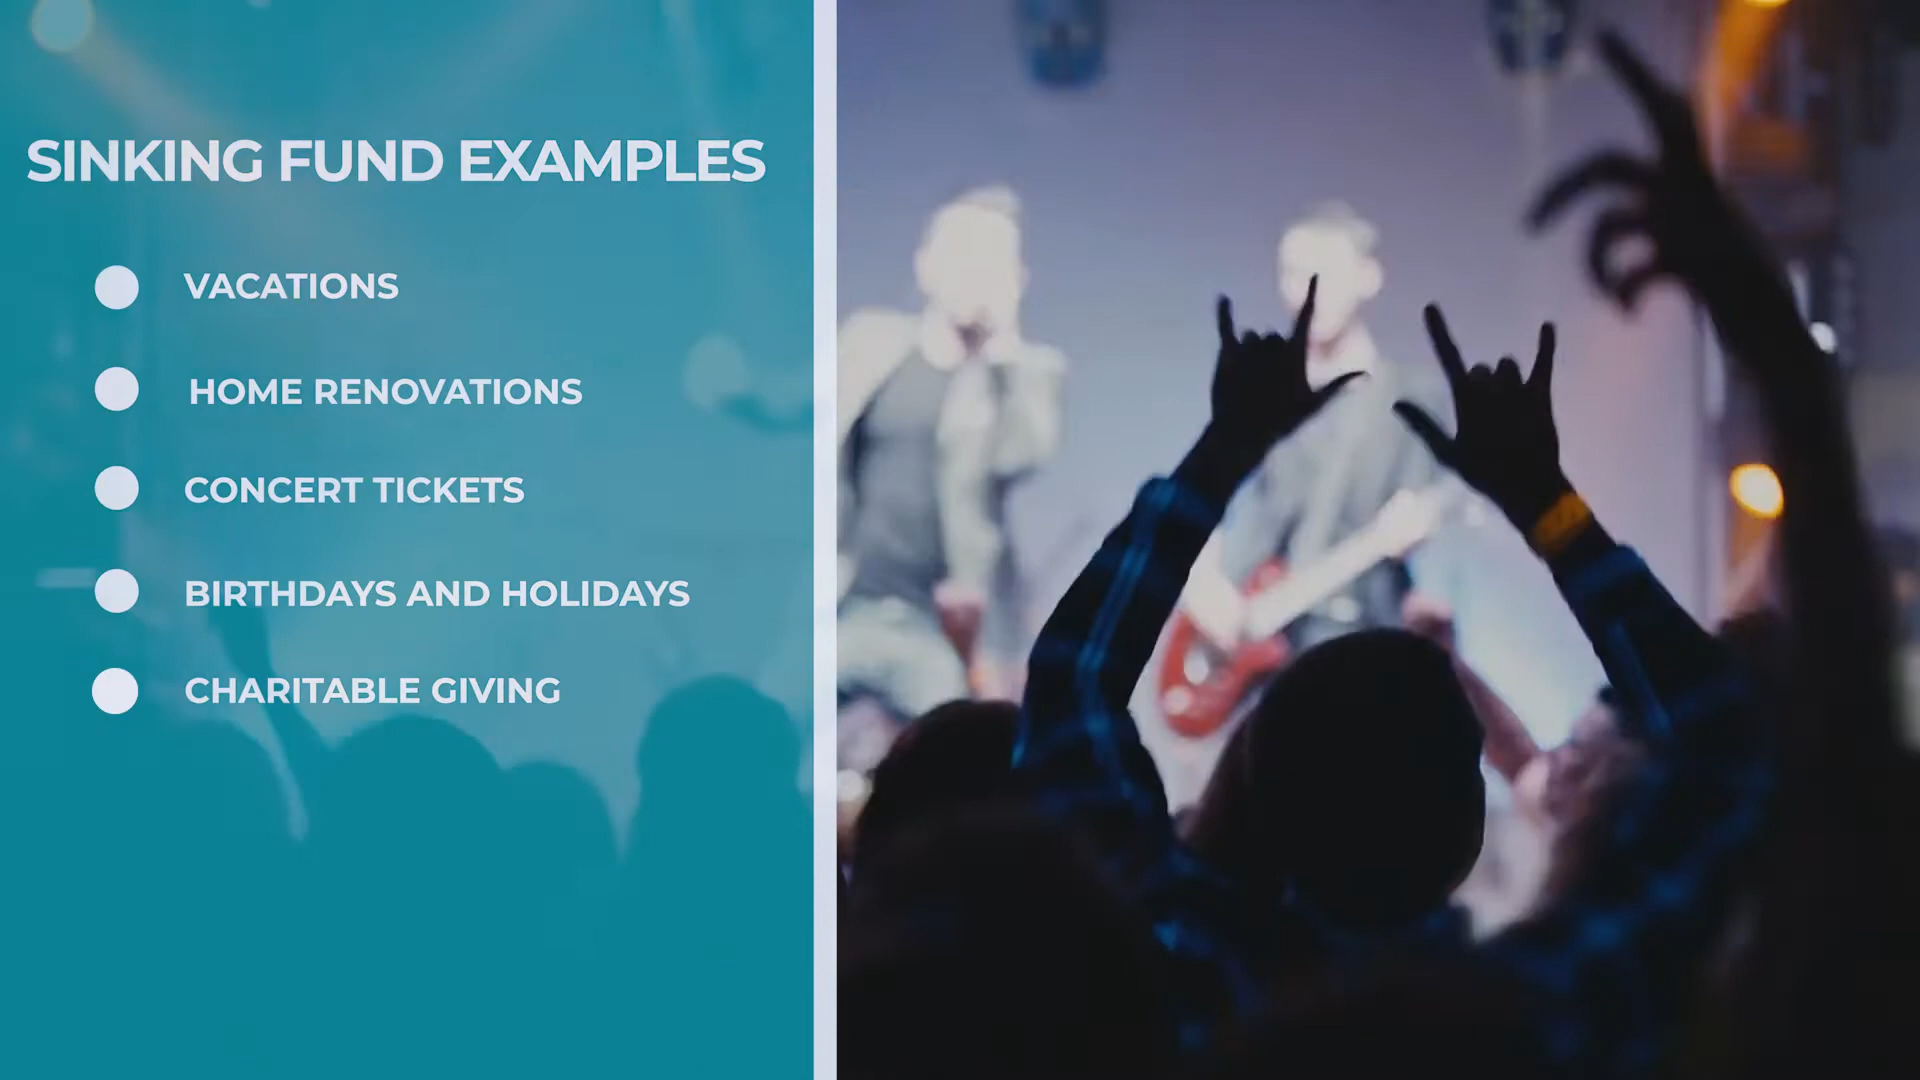 SINKING FUND EXAMPLES
VACATIONS
HOME RENOVATIONS
CONCERT TICKETS
BIRTHDAYS AND HOLIDAYS
CHARITABLE GIVING